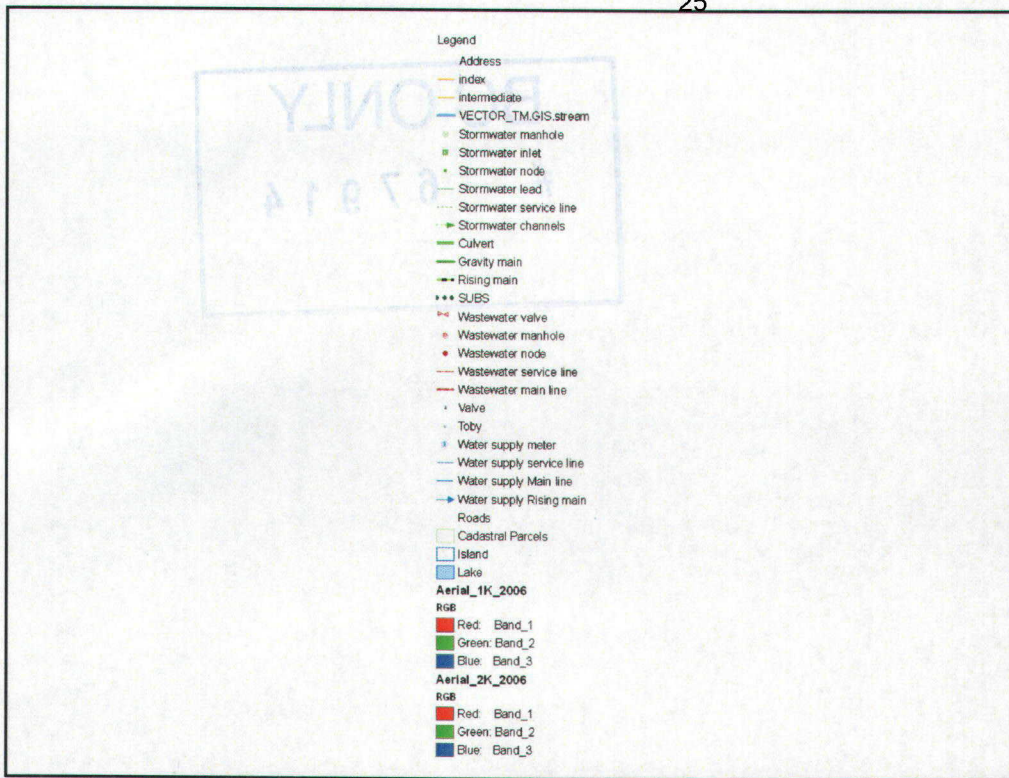 25
Legend
Address
index
intermediate
VECTOR_TM.GIS.stream
Stormwater manhole
Stormwater inlet
Stormwater node
Stormwater lead
Stormwater service line
Stormwater channels
Culvert
Gravity main
Rising main
SUBS
Wastewater valve
Wastewater manhole
Wastewater node
Wastewater service line
Wastewater main line
Valve
Toby
Water supply meter
Water supply service line
Water supply Main line
Water supply Rising main
Roads
Cadastral Parcels
Island
Lake
Aerial_1K_2006
RGB
Red: Band_1
Green: Band_2
Blue: Band_3
Aerial_2K_2006
RGB
Red: Band_1
Green: Band_2
Blue: Band_3
ONLY
67914